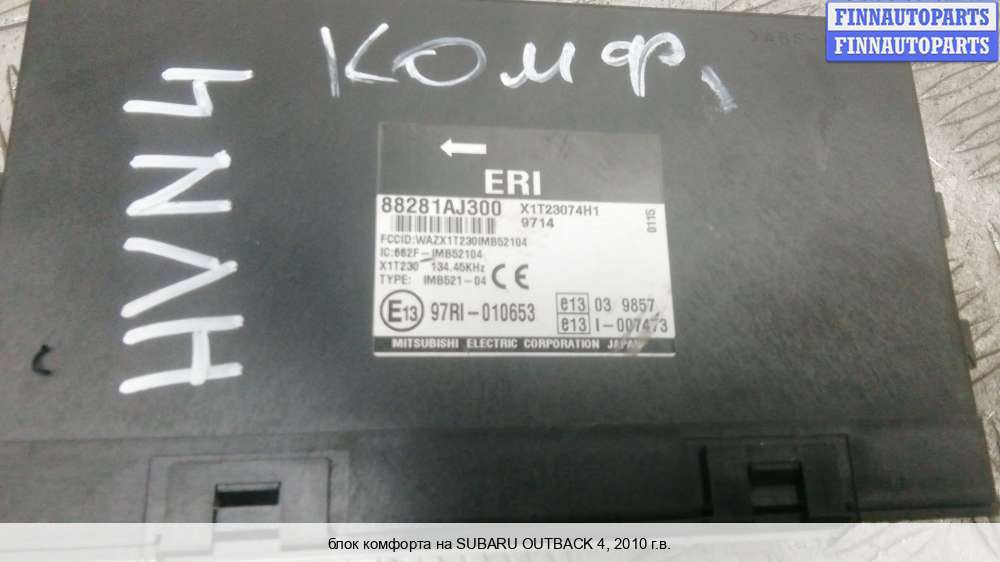 FINNAUTOPARTS
FINNAUTOPARTS
КОМФ,
HVN4
ERI
88281AJ300 X1T23074H1
9714
0115
FCCID:WAZX1T230IMB52104
IC:662F-IMB52104
X1T230 134.45KHz
TYPE: IMB521-04 CE
E13 97RI-010653
e13 03 9857
e13 I-007473
MITSUBISHI ELECTRIC CORPORATION JAPAN
блок комфорта на SUBARU OUTBACK 4, 2010 г.в.